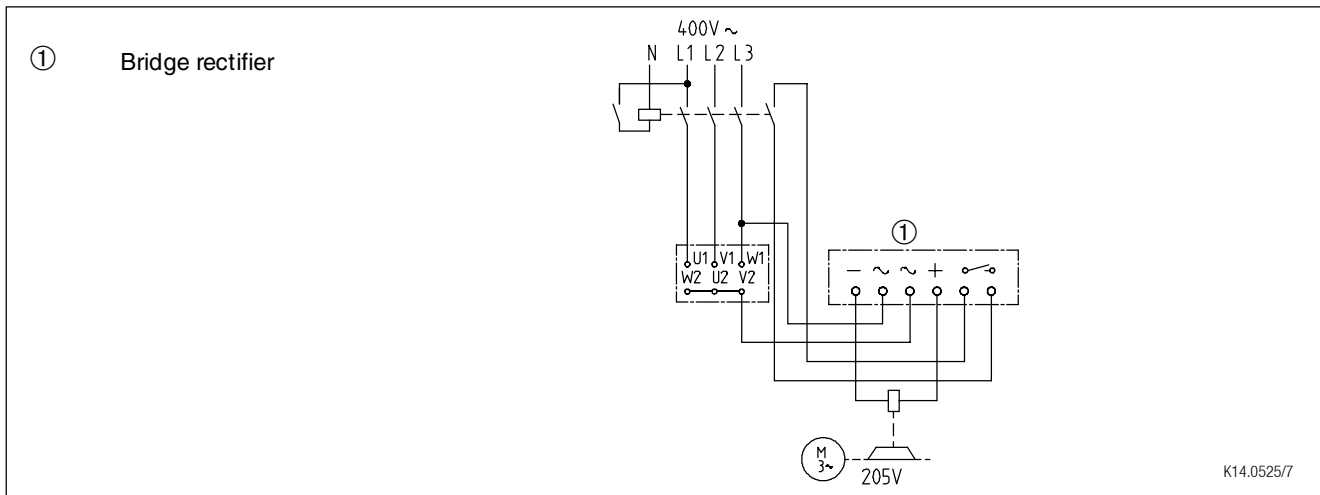 ① Bridge rectifier
400V ~
N L1 L2 L3
①
U1 V1 W1
W2 U2 V2
− ~ ~ +
M
3~
205V
K14.0525/7